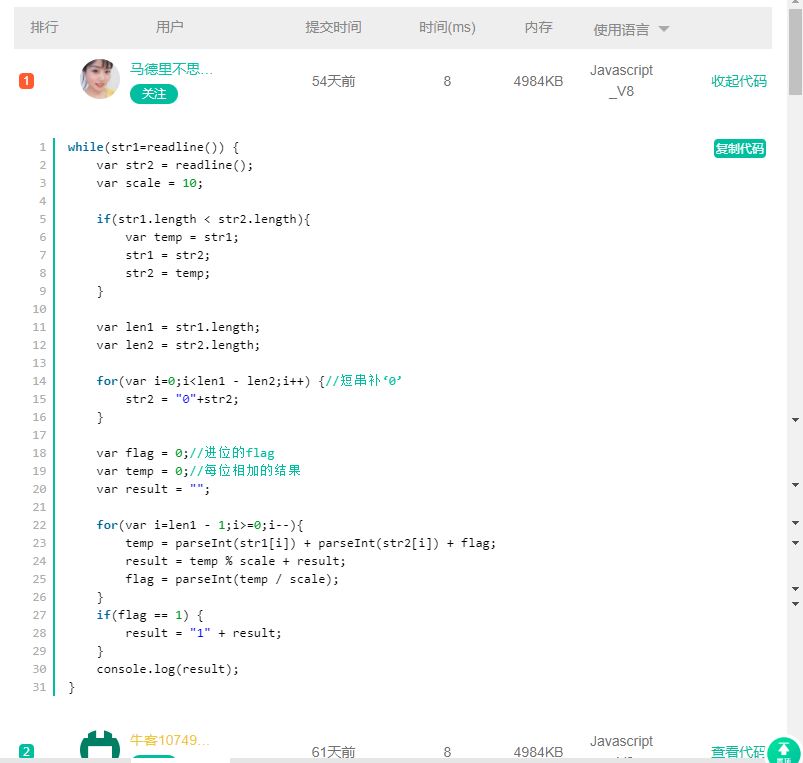 排行 用户 提交时间 时间(ms) 内存 使用语言
1 马德里不思... 54天前 8 4984KB Javascript_V8 收起代码
关注
复制代码
1 while(str1=readline()) {
2     var str2 = readline();
3     var scale = 10;
4
5     if(str1.length < str2.length){
6         var temp = str1;
7         str1 = str2;
8         str2 = temp;
9     }
10
11     var len1 = str1.length;
12     var len2 = str2.length;
13
14     for(var i=0;i<len1 - len2;i++) {//短串补‘0’
15         str2 = "0"+str2;
16     }
17
18     var flag = 0;//进位的flag
19     var temp = 0;//每位相加的结果
20     var result = "";
21
22     for(var i=len1 - 1;i>=0;i--){
23         temp = parseInt(str1[i]) + parseInt(str2[i]) + flag;
24         result = temp % scale + result;
25         flag = parseInt(temp / scale);
26     }
27     if(flag == 1) {
28         result = "1" + result;
29     }
30     console.log(result);
31 }
2 牛客10749... 61天前 8 4984KB Javascript 查看代码